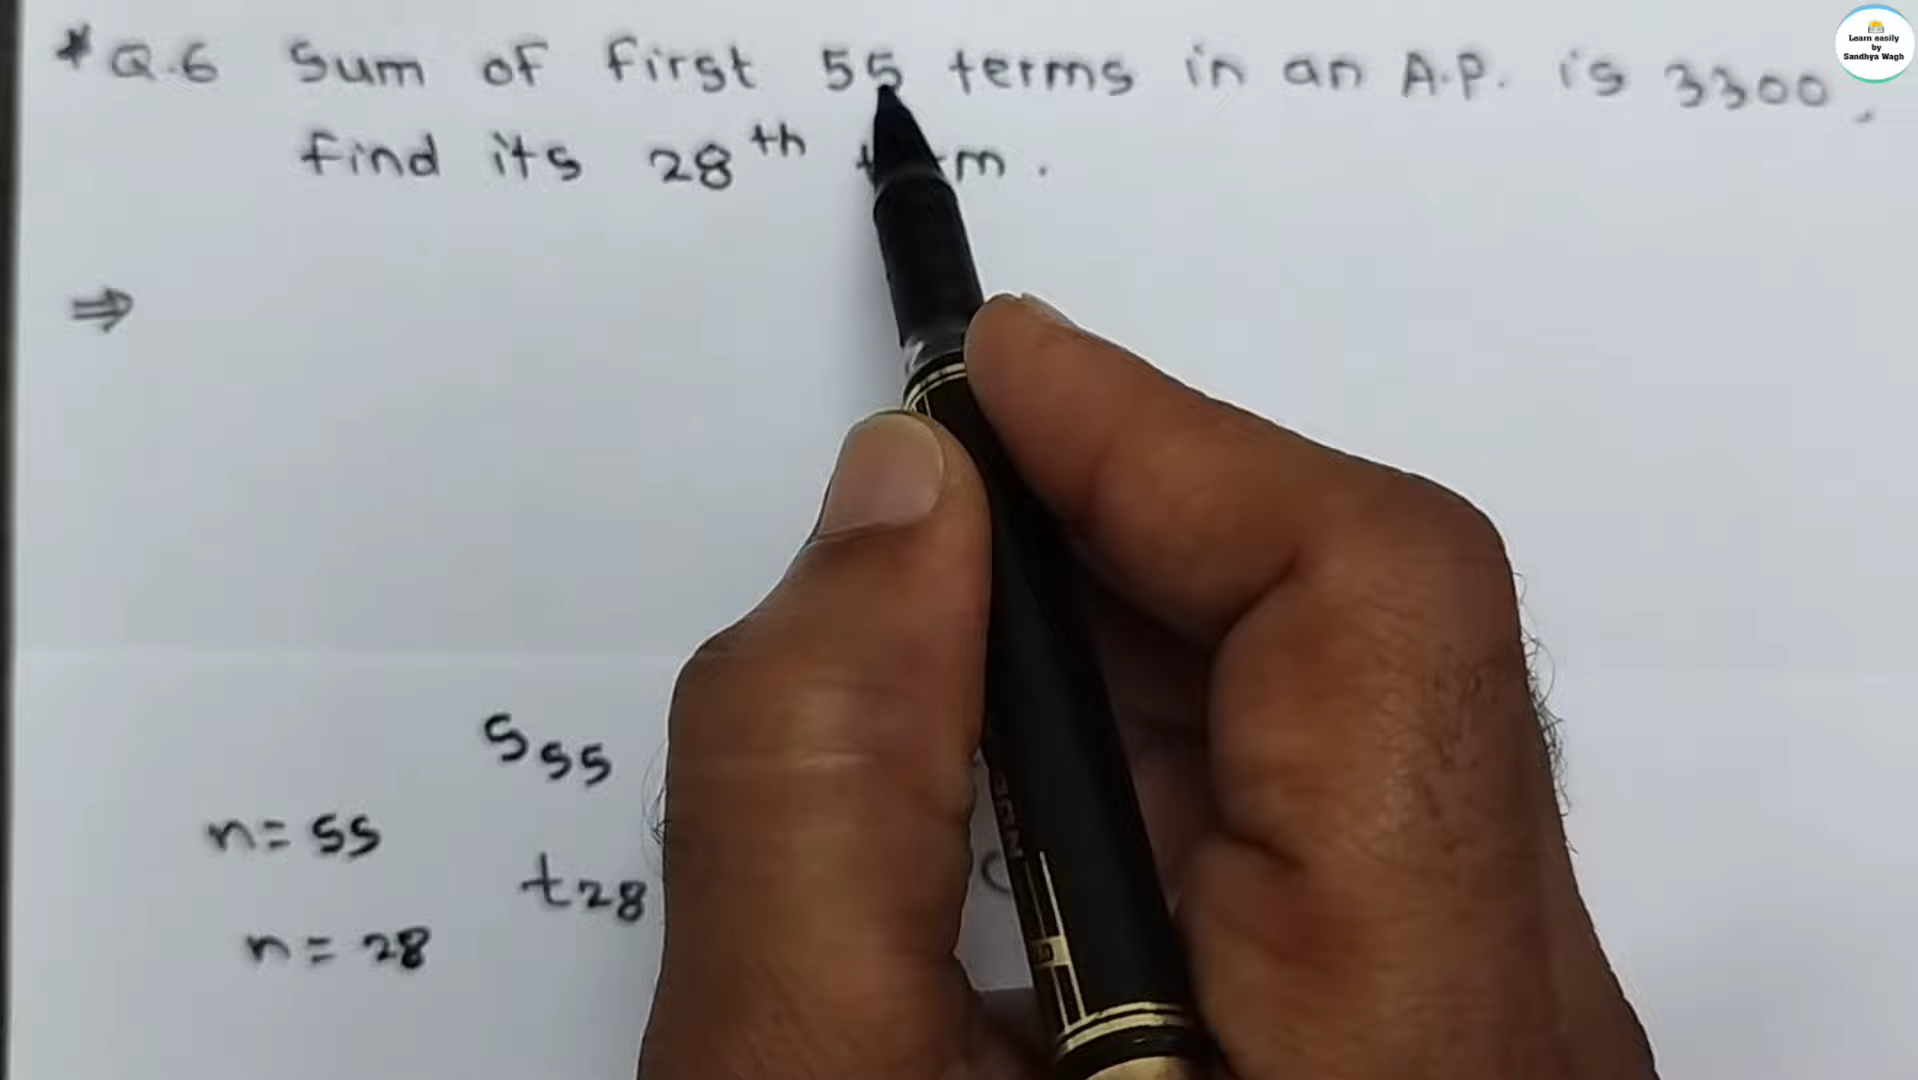 * Q.6 Sum of first 55 terms in an A.P. is 3300.
find its 28th term.
⇒
S55
n = 55
t28
n = 28
Learn easily
by
Sandhya Wagh